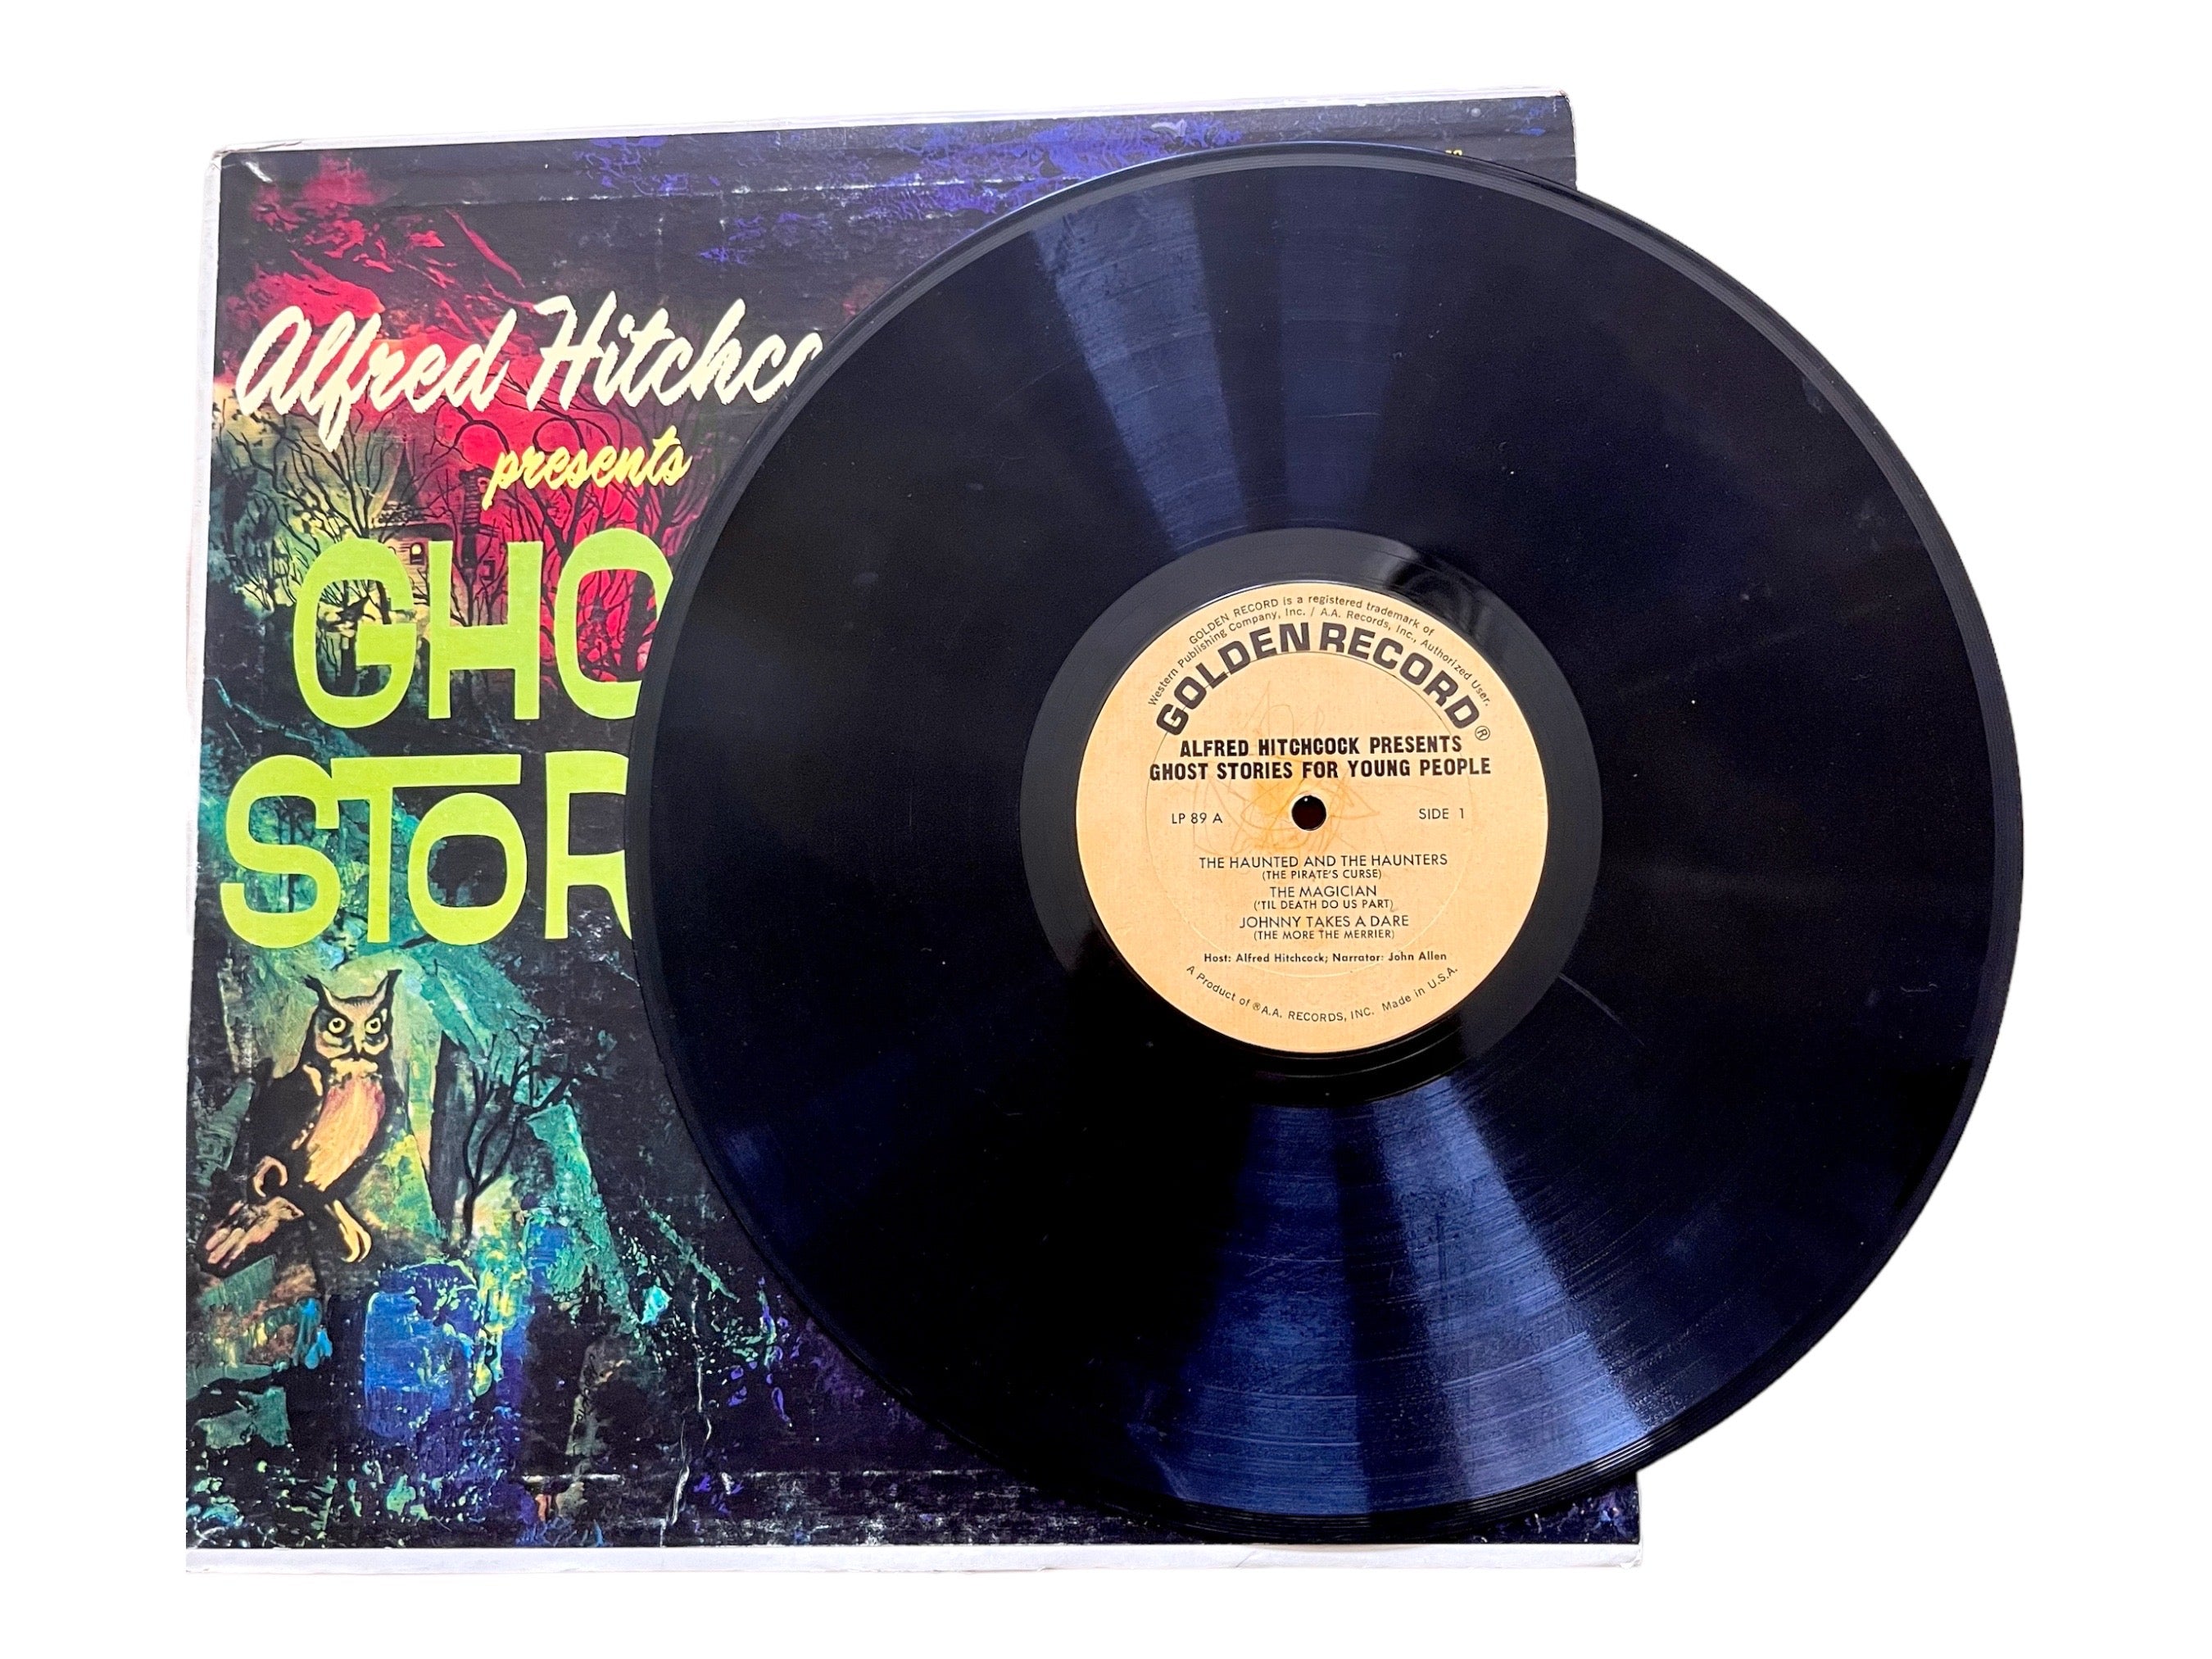 Alfred Hitchco
presents
GHO
STOR
GOLDEN RECORD is a registered trademark of
Western Publishing Company, Inc. / A.A. Records, Inc., Authorized User.
GOLDEN RECORD®
ALFRED HITCHCOCK PRESENTS
GHOST STORIES FOR YOUNG PEOPLE
LP 89 A SIDE 1
THE HAUNTED AND THE HAUNTERS
(THE PIRATE'S CURSE)
THE MAGICIAN
('TIL DEATH DO US PART)
JOHNNY TAKES A DARE
(THE MORE THE MERRIER)
Host: Alfred Hitchcock; Narrator: John Allen
A Product of ®A.A. RECORDS, INC. Made in U.S.A.